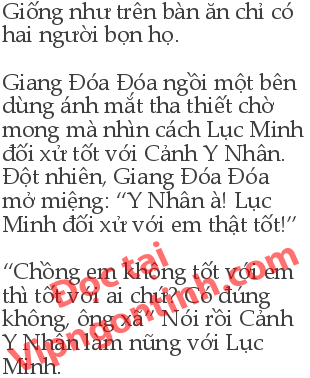 Giống như trên bàn ăn chỉ có
hai người bọn họ.
Giang Đóa Đóa ngồi một bên
dùng ánh mắt tha thiết chờ
mong mà nhìn cách Lục Minh
đối xử tốt với Cảnh Y Nhân.
Đột nhiên, Giang Đóa Đóa
mở miệng: “Y Nhân à! Lục
Minh đối xử với em thật tốt!”
“Chồng em không tốt với em
thì tốt với ai chứ? Có đúng
không, ông xã” Nói rồi Cảnh
Y Nhân làm nũng với Lục
Minh.
Đọc tại
Vipngontinh.com